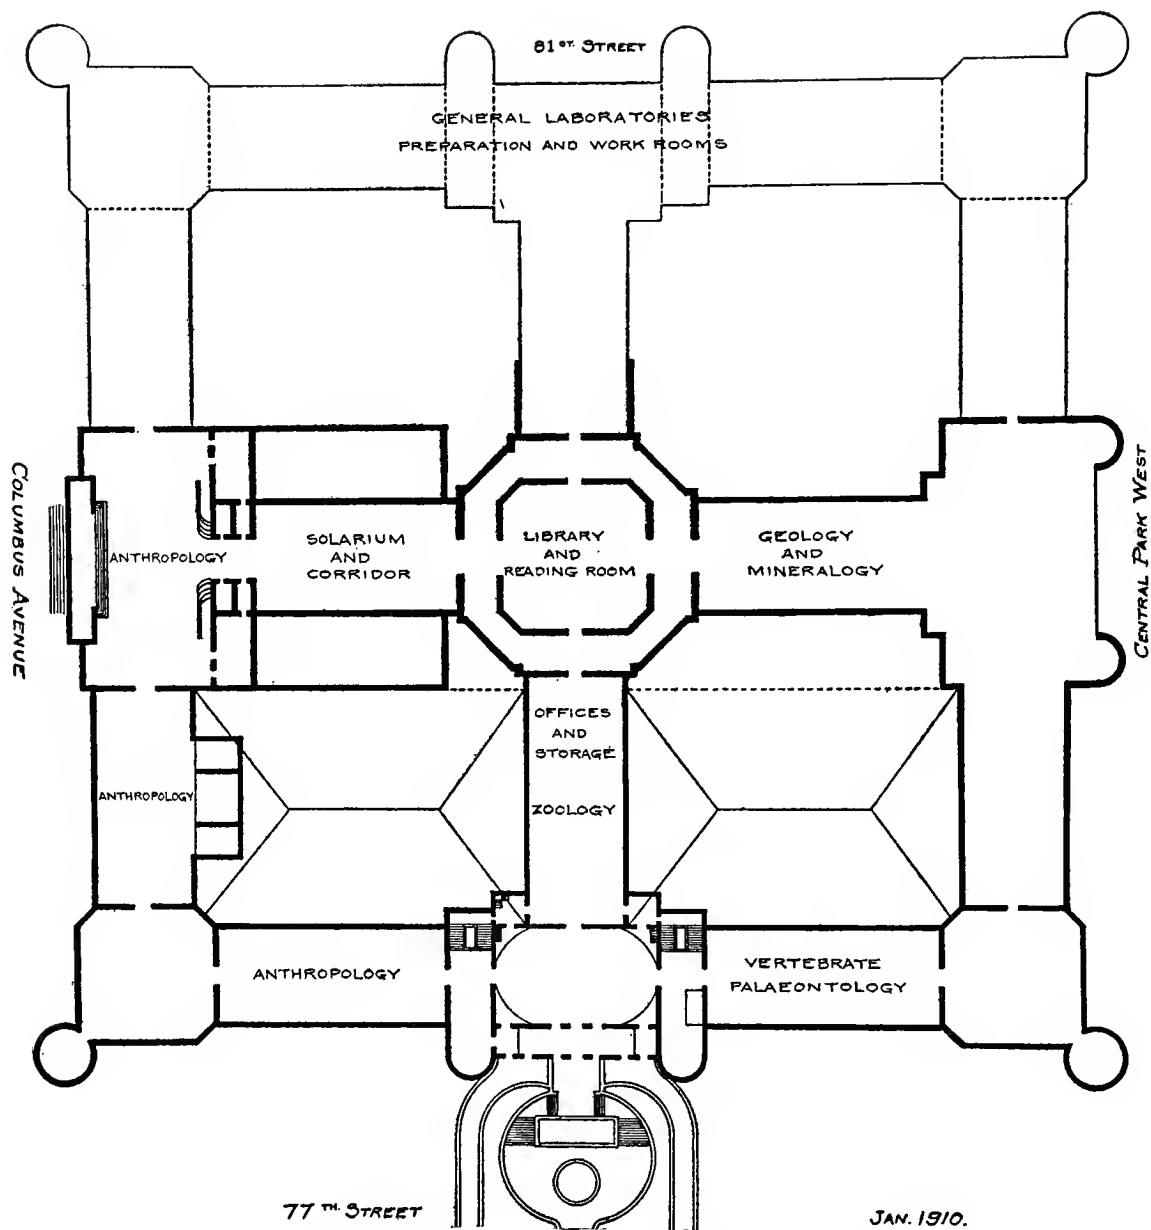 81ST. STREET
GENERAL LABORATORIES
PREPARATION AND WORK ROOMS
COLUMBUS AVENUE
ANTHROPOLOGY
SOLARIUM
AND
CORRIDOR
LIBRARY
AND
READING ROOM
GEOLOGY
AND
MINERALOGY
CENTRAL PARK WEST
OFFICES
AND
STORAGE
ZOOLOGY
ANTHROPOLOGY
ANTHROPOLOGY
VERTEBRATE
PALAEONTOLOGY
77TH. STREET
JAN. 1910.